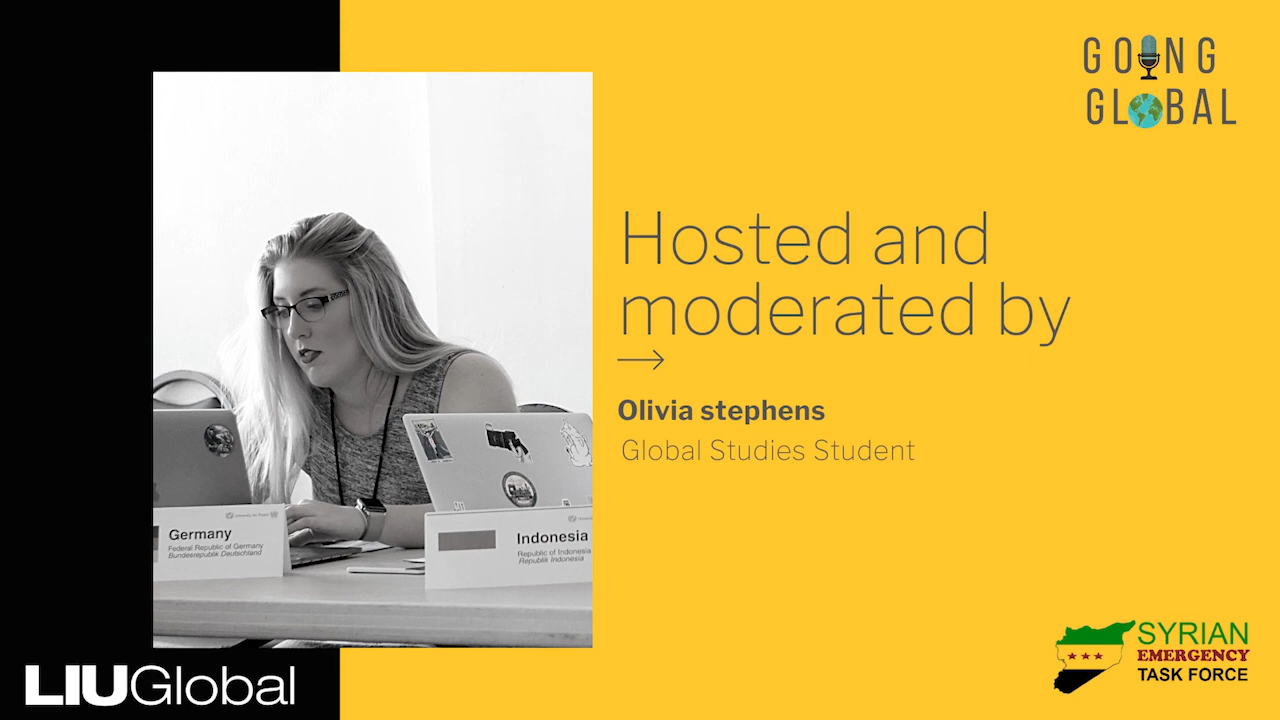 GOING
GLOBAL
Hosted and
moderated by
Olivia stephens
Global Studies Student
Germany
Federal Republic of Germany
Bundesrepublik Deutschland
Indonesia
Republic of Indonesia
Republik Indonesia
SYRIAN
EMERGENCY
TASK FORCE
LIUGlobal